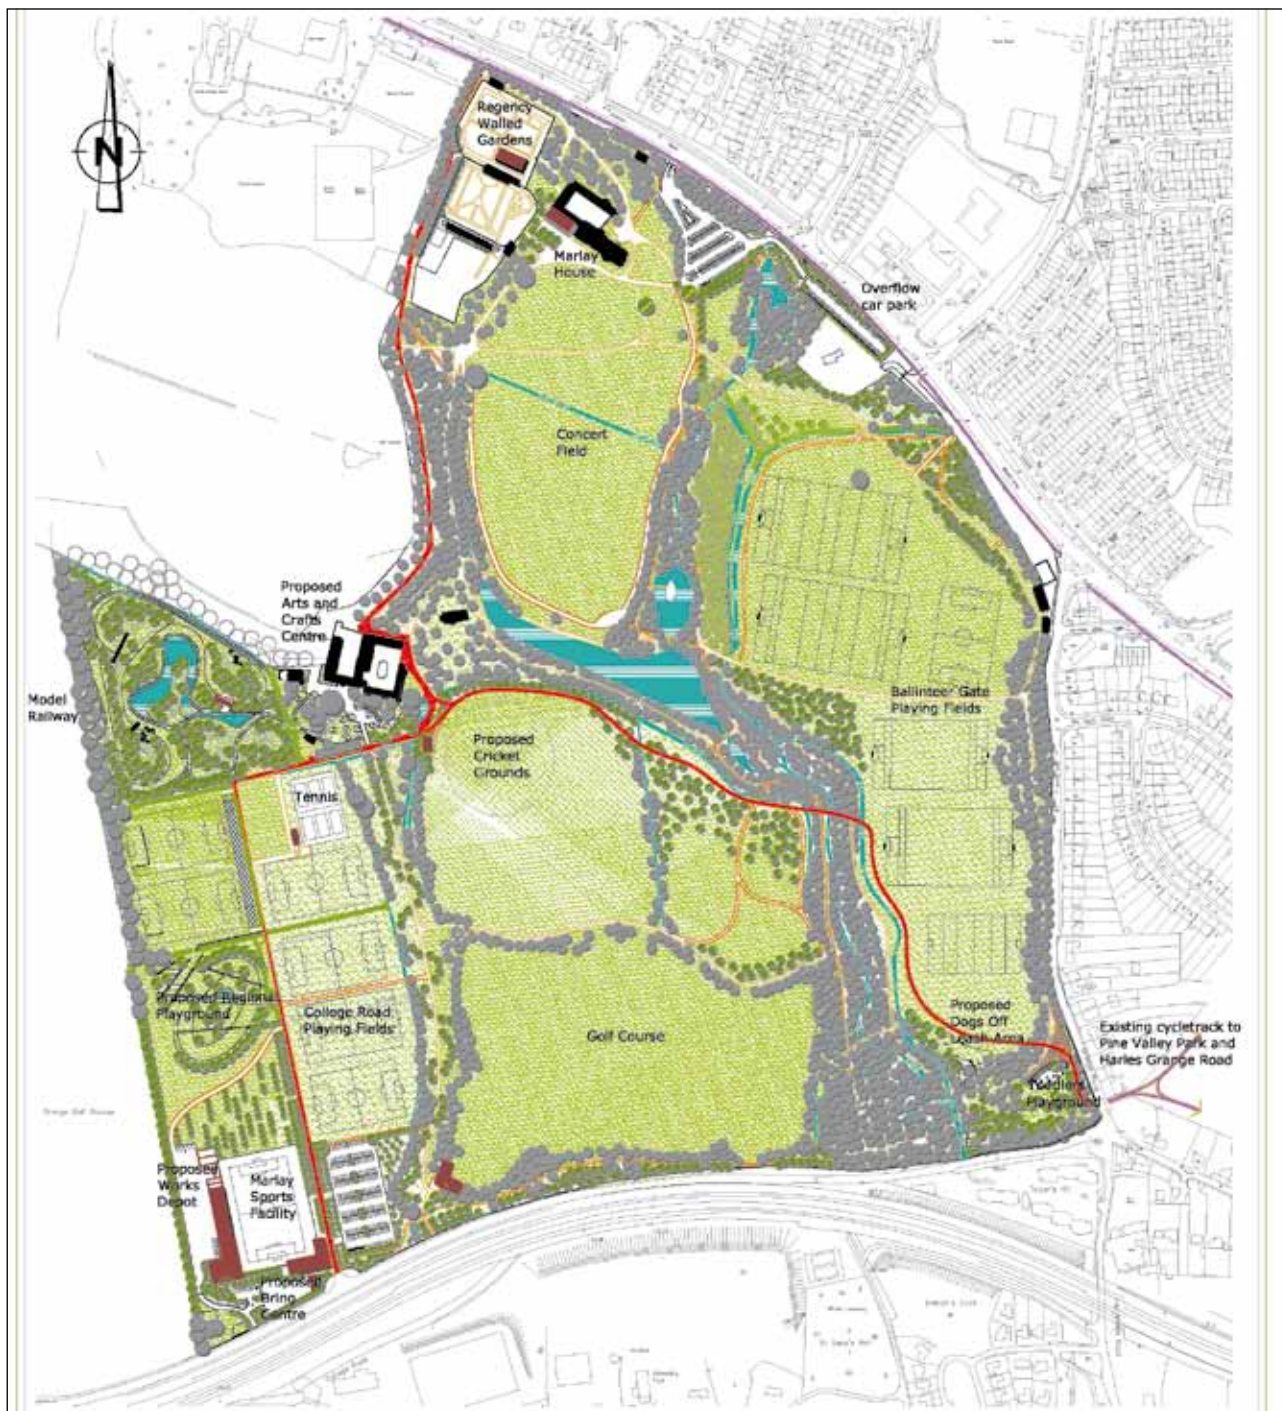 N
Regency
Walled
Gardens
Marlay
House
Overflow
car park
Concert
Field
Proposed
Arts and
Crafts
Centre
Model
Railway
Ballinteer Gate
Playing Fields
Proposed
Cricket
Grounds
Tennis
Proposed Regional
Playground
College Road
Playing Fields
Golf Course
Proposed
Dogs Off
Leash Area
Existing cycletrack to
Pine Valley Park and
Harles Grange Road
Toddlers
Playground
Proposed
Works
Depot
Marlay
Sports
Facility
Proposed
Bring
Centre